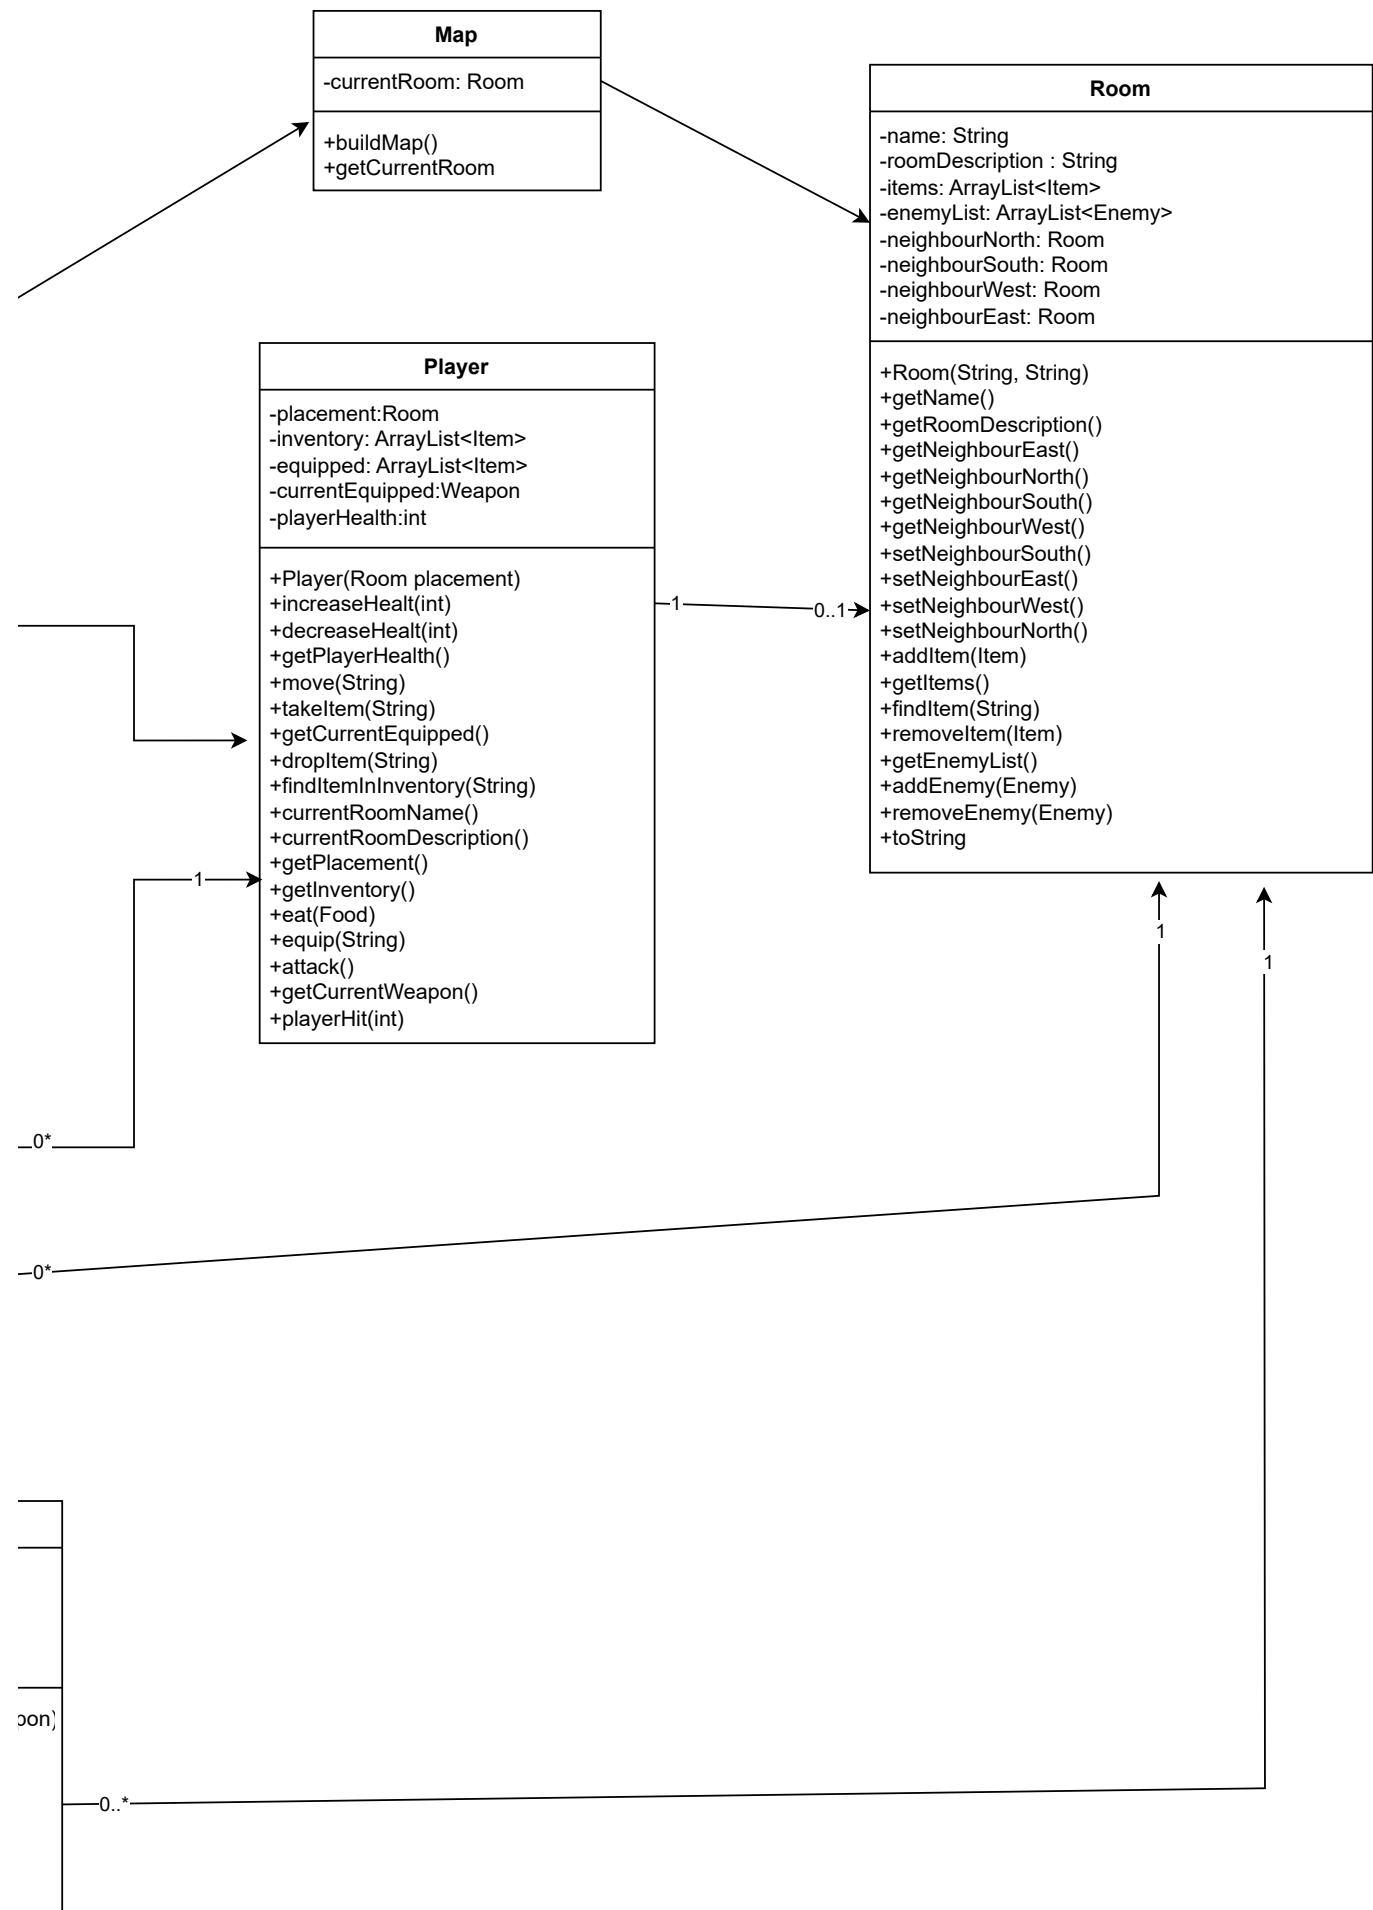 Map
-currentRoom: Room
+buildMap()
+getCurrentRoom
Room
-name: String
-roomDescription : String
-items: ArrayList<Item>
-enemyList: ArrayList<Enemy>
-neighbourNorth: Room
-neighbourSouth: Room
-neighbourWest: Room
-neighbourEast: Room
+Room(String, String)
+getName()
+getRoomDescription()
+getNeighbourEast()
+getNeighbourNorth()
+getNeighbourSouth()
+getNeighbourWest()
+setNeighbourSouth()
+setNeighbourEast()
+setNeighbourWest()
+setNeighbourNorth()
+addItem(Item)
+getItems()
+findItem(String)
+removeItem(Item)
+getEnemyList()
+addEnemy(Enemy)
+removeEnemy(Enemy)
+toString
Player
-placement:Room
-inventory: ArrayList<Item>
-equipped: ArrayList<Item>
-currentEquipped:Weapon
-playerHealth:int
+Player(Room placement)
+increaseHealt(int)
+decreaseHealt(int)
+getPlayerHealth()
+move(String)
+takeItem(String)
+getCurrentEquipped()
+dropItem(String)
+findItemInInventory(String)
+currentRoomName()
+currentRoomDescription()
+getPlacement()
+getInventory()
+eat(Food)
+equip(String)
+attack()
+getCurrentWeapon()
+playerHit(int)
1
0..1
1
1
1
0*
0*
pon)
0..*